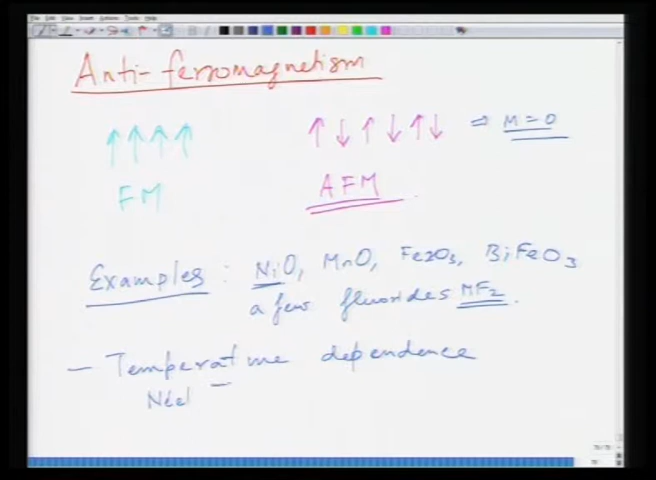 Anti-ferromagnetism
↑↑↑↑ ↑↓↑↓↑↓ ⇒ M = 0
FM AFM
Examples : NiO, MnO, Fe2O3, BiFeO3
a few fluorides MF2.
- Temperature dependence
Néel